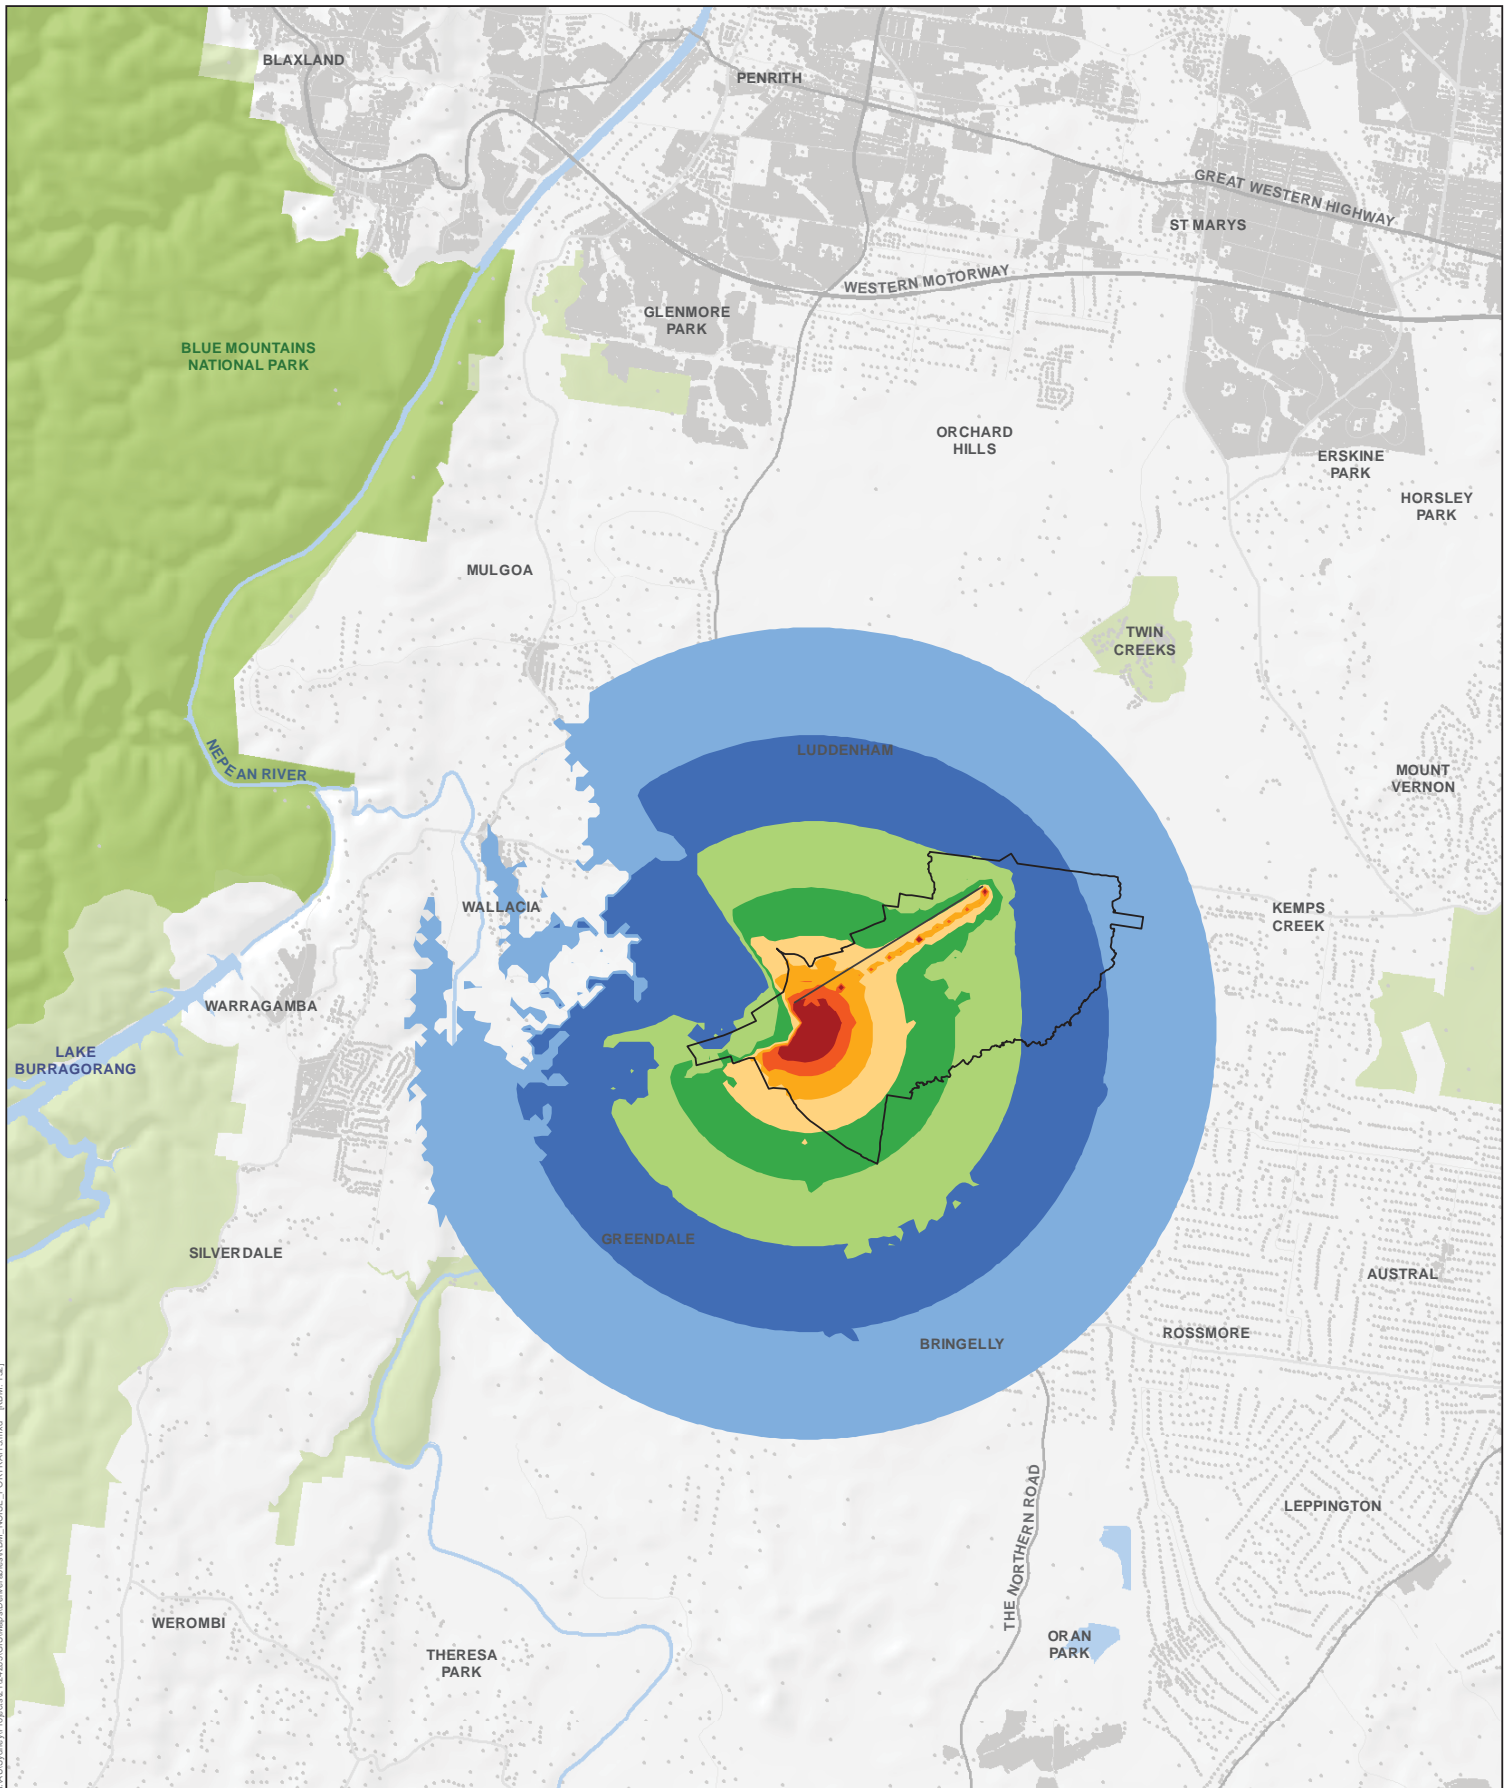 BLAXLAND
PENRITH
GREAT WESTERN HIGHWAY
ST MARYS
WESTERN MOTORWAY
GLENMORE
PARK
BLUE MOUNTAINS
NATIONAL PARK
ORCHARD
HILLS
ERSKINE
PARK
HORSLEY
PARK
MULGOA
TWIN
CREEKS
LUDDENHAM
NEPEAN RIVER
MOUNT
VERNON
WALLACIA
KEMPS
CREEK
WARRAGAMBA
LAKE
BURRAGORANG
GREENDALE
SILVERDALE
AUSTRAL
ROSSMORE
BRINGELLY
THE NORTHERN ROAD
LEPPINGTON
WEROMBI
ORAN
PARK
THERESA
PARK